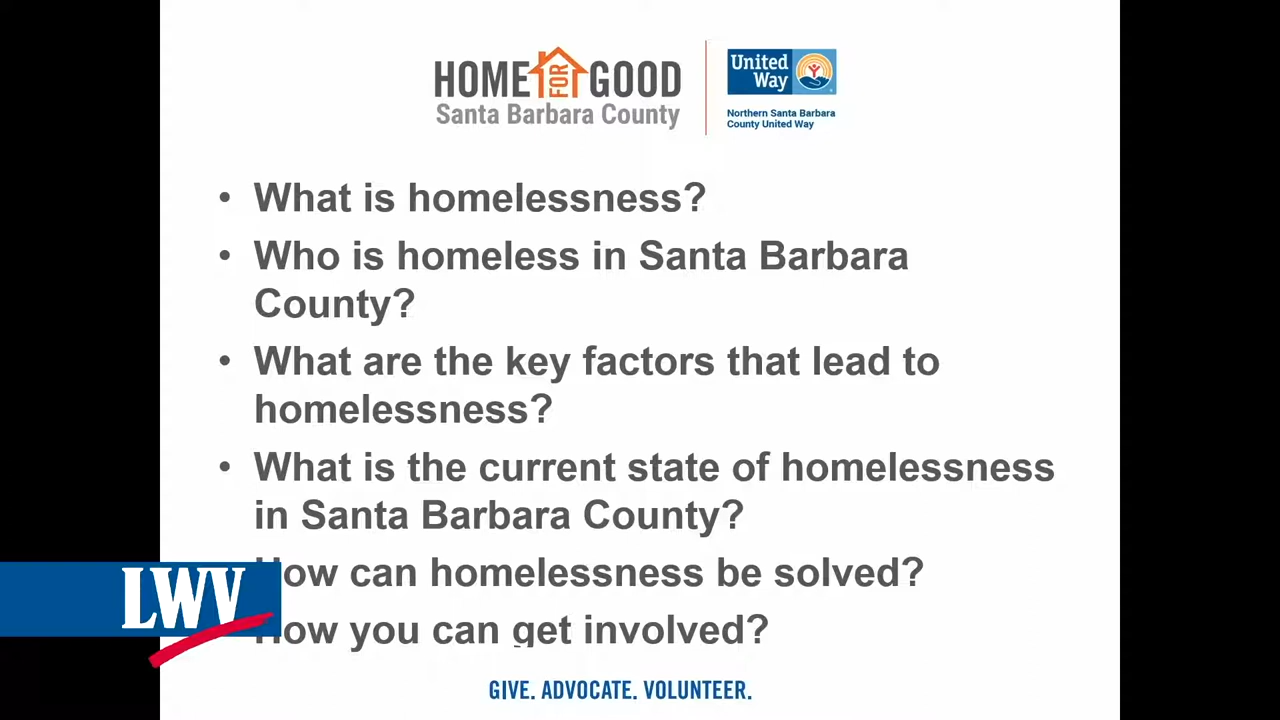 HOME FOR GOOD
Santa Barbara County
United
Way
Northern Santa Barbara
County United Way
• What is homelessness?
• Who is homeless in Santa Barbara
County?
• What are the key factors that lead to
homelessness?
• What is the current state of homelessness
in Santa Barbara County?
How can homelessness be solved?
How you can get involved?
LWV
GIVE. ADVOCATE. VOLUNTEER.